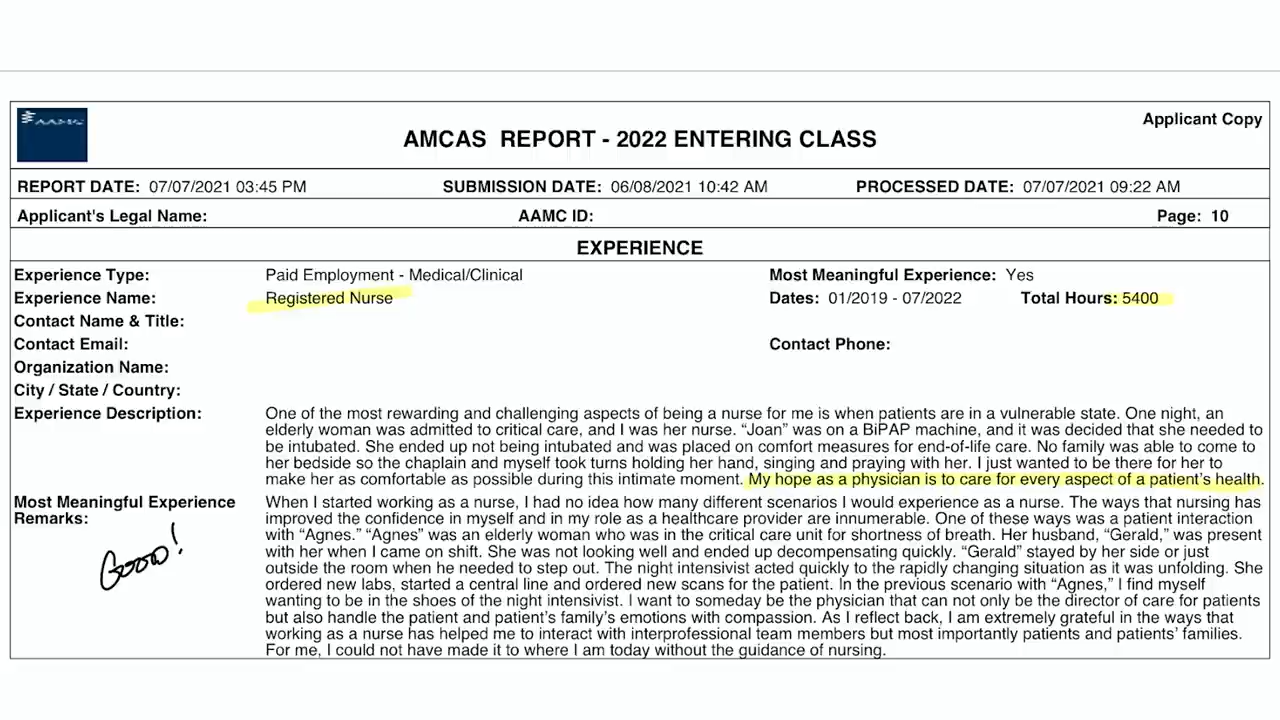 AAMC
Applicant Copy
AMCAS REPORT - 2022 ENTERING CLASS
REPORT DATE: 07/07/2021 03:45 PM SUBMISSION DATE: 06/08/2021 10:42 AM PROCESSED DATE: 07/07/2021 09:22 AM
Applicant's Legal Name: AAMC ID: Page: 10
EXPERIENCE
Experience Type: Paid Employment - Medical/Clinical Most Meaningful Experience: Yes
Experience Name: Registered Nurse Dates: 01/2019 - 07/2022 Total Hours: 5400
Contact Name & Title:
Contact Email: Contact Phone:
Organization Name:
City / State / Country:
Experience Description: One of the most rewarding and challenging aspects of being a nurse for me is when patients are in a vulnerable state. One night, an
elderly woman was admitted to critical care, and I was her nurse. “Joan” was on a BiPAP machine, and it was decided that she needed to
be intubated. She ended up not being intubated and was placed on comfort measures for end-of-life care. No family was able to come to
her bedside so the chaplain and myself took turns holding her hand, singing and praying with her. I just wanted to be there for her to
make her as comfortable as possible during this intimate moment. My hope as a physician is to care for every aspect of a patient’s health.
Most Meaningful Experience When I started working as a nurse, I had no idea how many different scenarios I would experience as a nurse. The ways that nursing has
Remarks: improved the confidence in myself and in my role as a healthcare provider are innumerable. One of these ways was a patient interaction
with “Agnes.” “Agnes” was an elderly woman who was in the critical care unit for shortness of breath. Her husband, “Gerald,” was present
with her when I came on shift. She was not looking well and ended up decompensating quickly. “Gerald” stayed by her side or just
outside the room when he needed to step out. The night intensivist acted quickly to the rapidly changing situation as it was unfolding. She
ordered new labs, started a central line and ordered new scans for the patient. In the previous scenario with “Agnes,” I find myself
wanting to be in the shoes of the night intensivist. I want to someday be the physician that can not only be the director of care for patients
but also handle the patient and patient’s family’s emotions with compassion. As I reflect back, I am extremely grateful in the ways that
working as a nurse has helped me to interact with interprofessional team members but most importantly patients and patients’ families.
For me, I could not have made it to where I am today without the guidance of nursing.
GOOD!